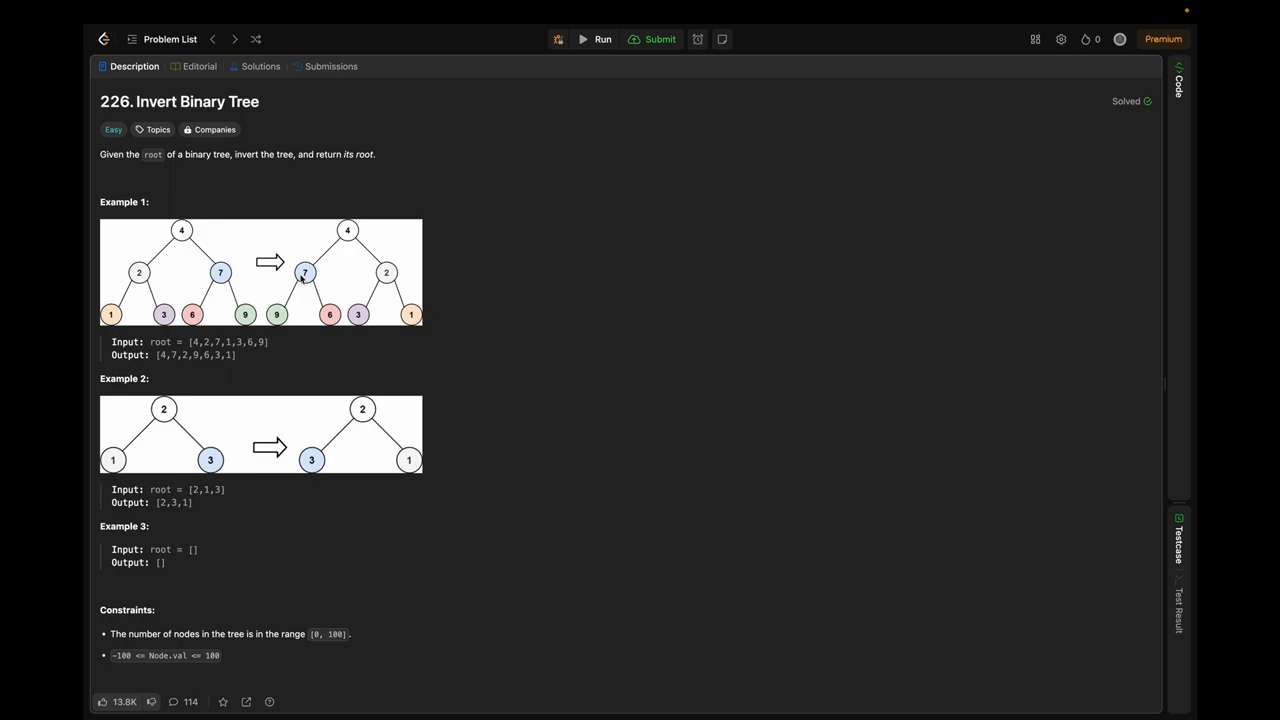 Problem List
Run
Submit
0
Premium
Description
Editorial
Solutions
Submissions
226. Invert Binary Tree
Solved
Easy
Topics
Companies
Given the root of a binary tree, invert the tree, and return its root.
Example 1:
4
4
2
7
7
2
1
3
6
9
9
6
3
1
Input: root = [4,2,7,1,3,6,9]
Output: [4,7,2,9,6,3,1]
Example 2:
2
2
1
3
3
1
Input: root = [2,1,3]
Output: [2,3,1]
Example 3:
Input: root = []
Output: []
Constraints:
• The number of nodes in the tree is in the range [0, 100].
• -100 <= Node.val <= 100
13.8K
114
Code
Testcase
Test Result